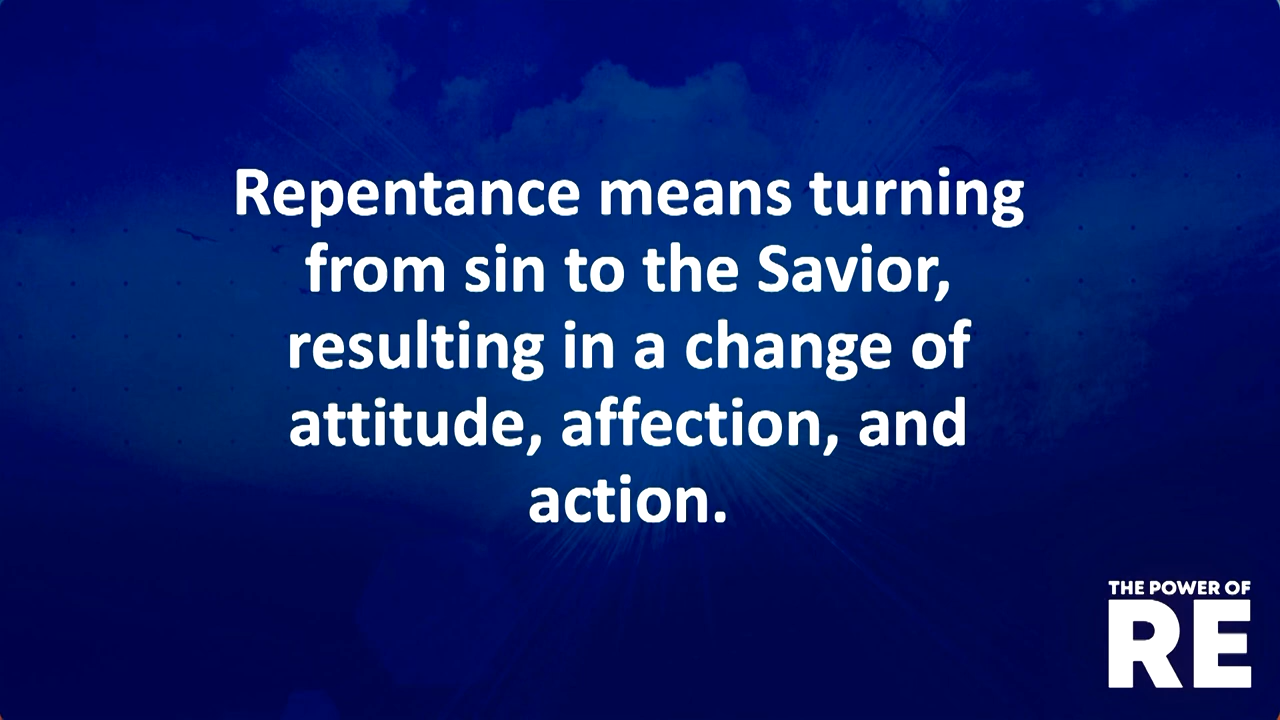 Repentance means turning
from sin to the Savior,
resulting in a change of
attitude, affection, and
action.
THE POWER OF
RE